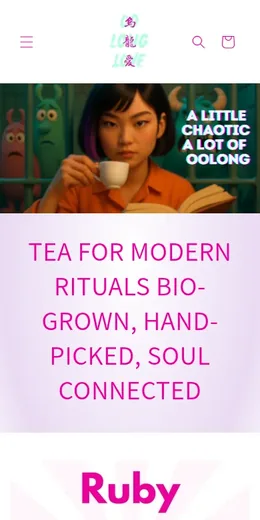 OO
烏
LONG
龍
LOVE
愛
A LITTLE
CHAOTIC
A LOT OF
OOLONG
TEA FOR MODERN
RITUALS BIO-
GROWN, HAND-
PICKED, SOUL
CONNECTED
Ruby